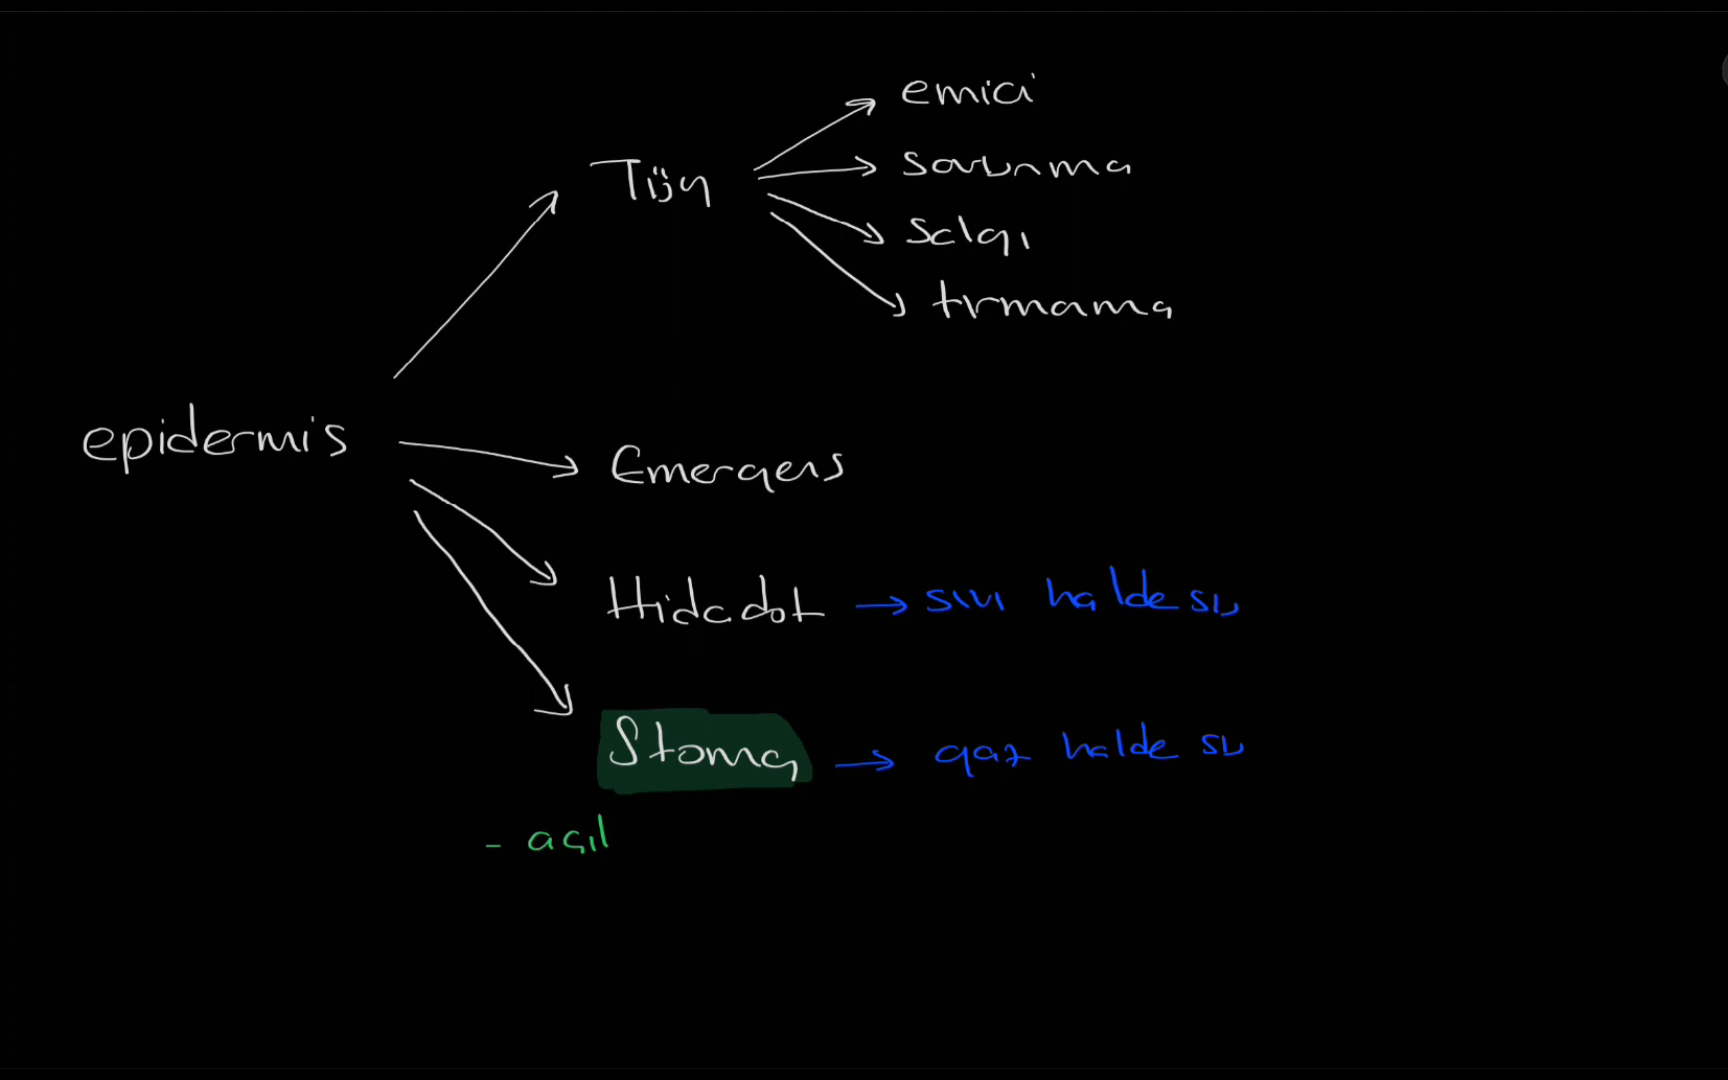 emici
Tüy
savunma
salgı
tırmanma
epidermis
Emergens
Hidatot → sıvı halde su
Stoma → gaz halde su
- açıl